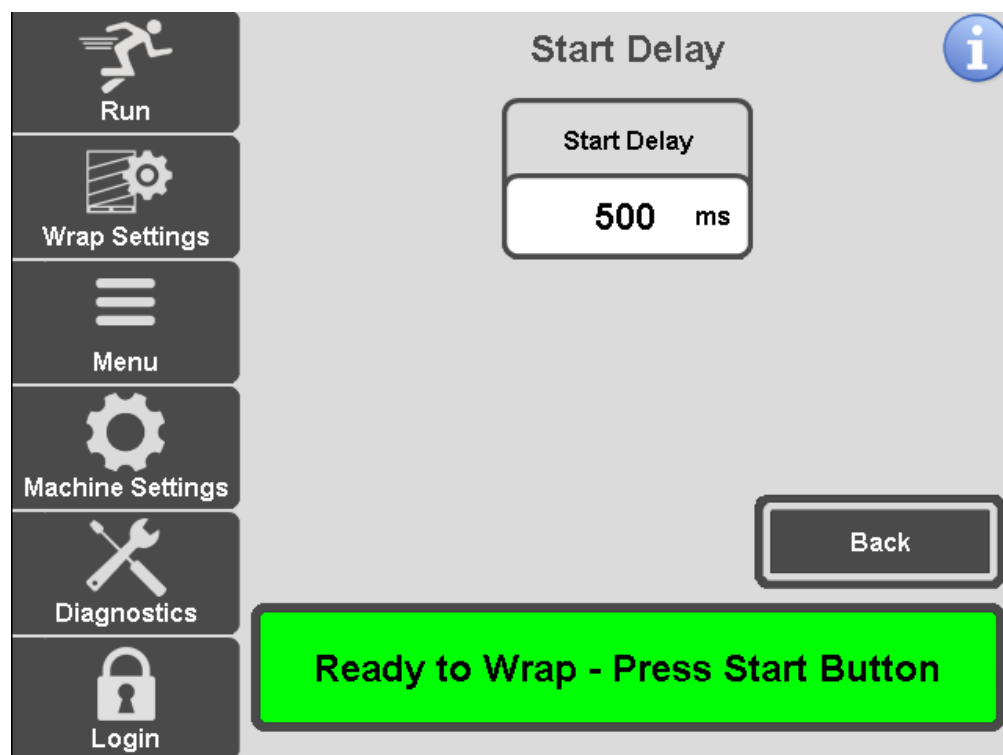 Run
Wrap Settings
Menu
Machine Settings
Diagnostics
Login
Start Delay
i
Start Delay
500 ms
Back
Ready to Wrap - Press Start Button